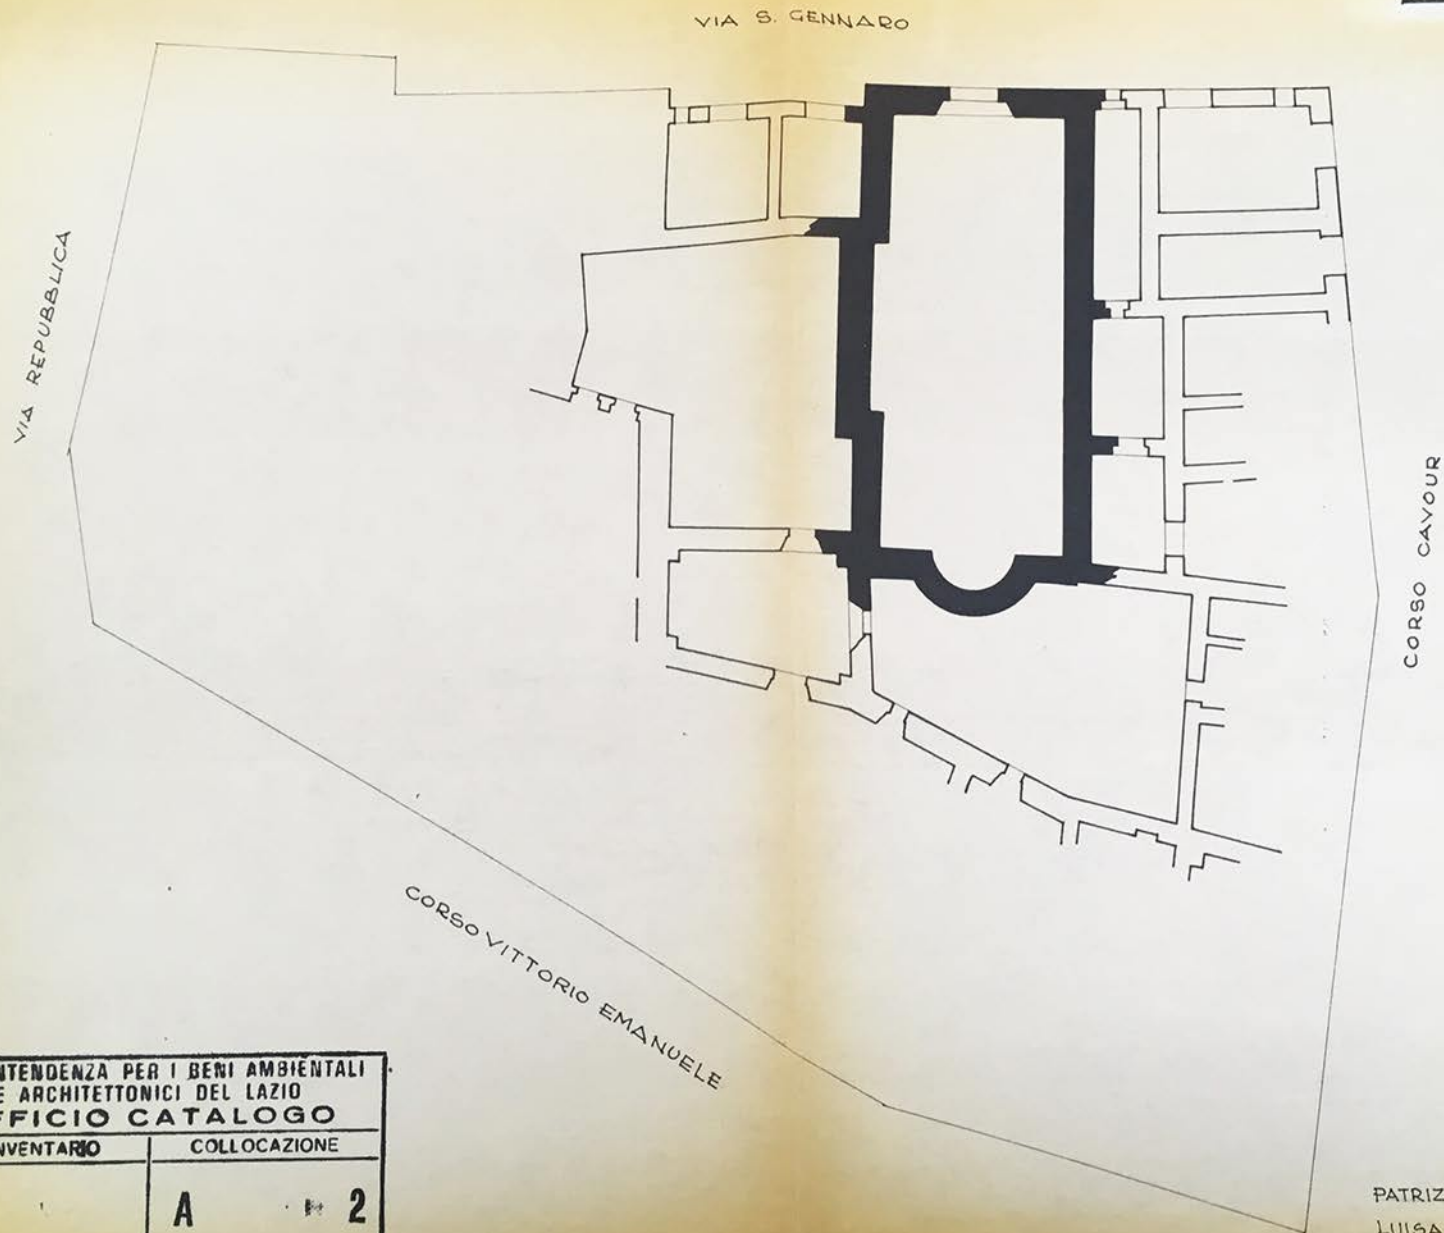 VIA S. GENNARO
VIA REPUBBLICA
CORSO CAVOUR
CORSO VITTORIO EMANUELE
NTENDENZA PER I BENI AMBIENTALI
E ARCHITETTONICI DEL LAZIO
FFICIO CATALOGO
NVENTARIO
COLLOCAZIONE
A 2
PATRIZ
LUISA